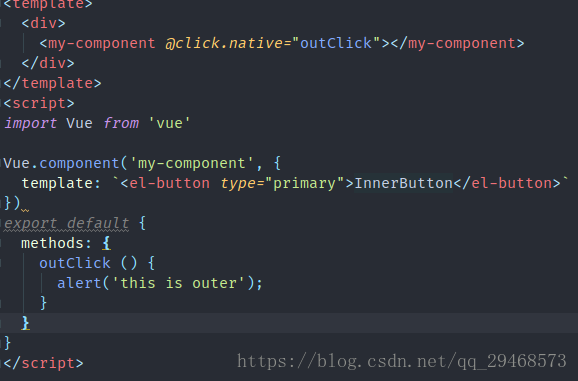 <template>
  <div>
    <my-component @click.native="outClick"></my-component>
  </div>
</template>
<script>
import Vue from 'vue'

Vue.component('my-component', {
  template: `<el-button type="primary">InnerButton</el-button>`
})
export default {
  methods: {
    outClick () {
      alert('this is outer');
    }
  }
}
</script>
https://blog.csdn.net/qq_29468573